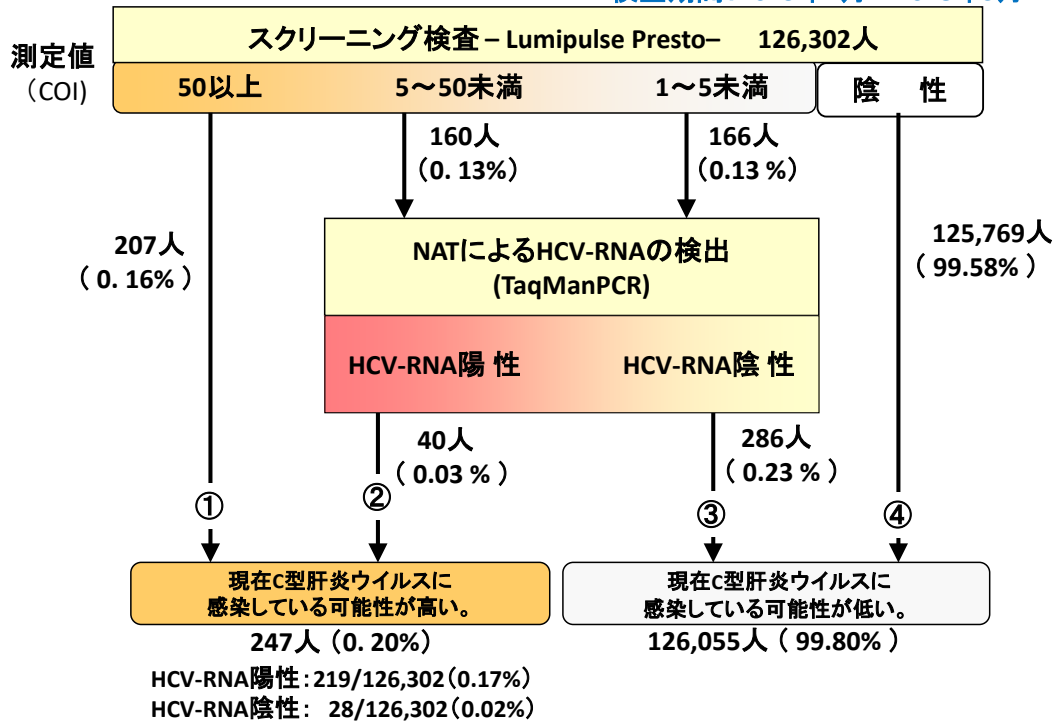 スクリーニング検査 – Lumipulse Presto– 126,302人
測定値
（COI）
50以上 5～50未満 1～5未満 陰 性
160人
（0. 13%）
166人
（0.13 %）
207人
（ 0. 16% ）
125,769人
（ 99.58% ）
NATによるHCV-RNAの検出
(TaqManPCR)
HCV-RNA陽 性 HCV-RNA陰 性
40人
（ 0.03 % ）
286人
（ 0.23 % ）
① ② ③ ④
現在C型肝炎ウイルスに
感染している可能性が高い。
現在C型肝炎ウイルスに
感染している可能性が低い。
247人（0. 20%）
126,055人（ 99.80% ）
HCV-RNA陽性：219/126,302（0.17%）
HCV-RNA陰性： 28/126,302（0.02%）